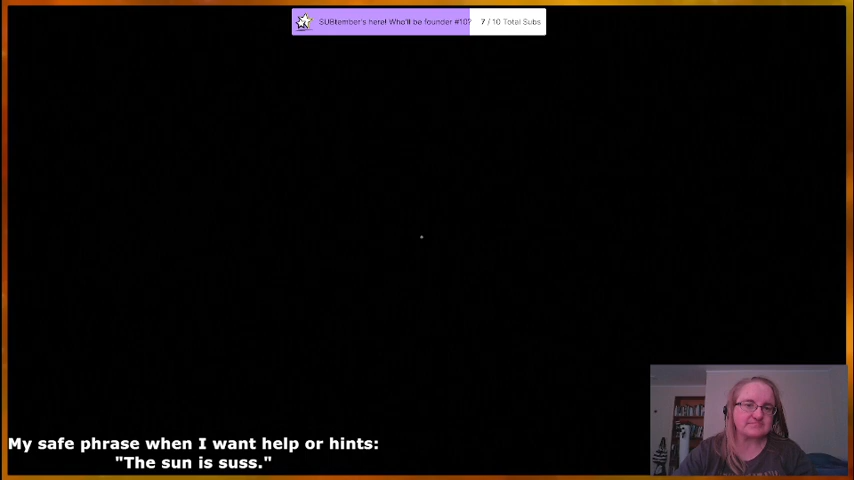 SUBtember's here! Who'll be founder #10? 7 / 10 Total Subs
My safe phrase when I want help or hints:
"The sun is suss."